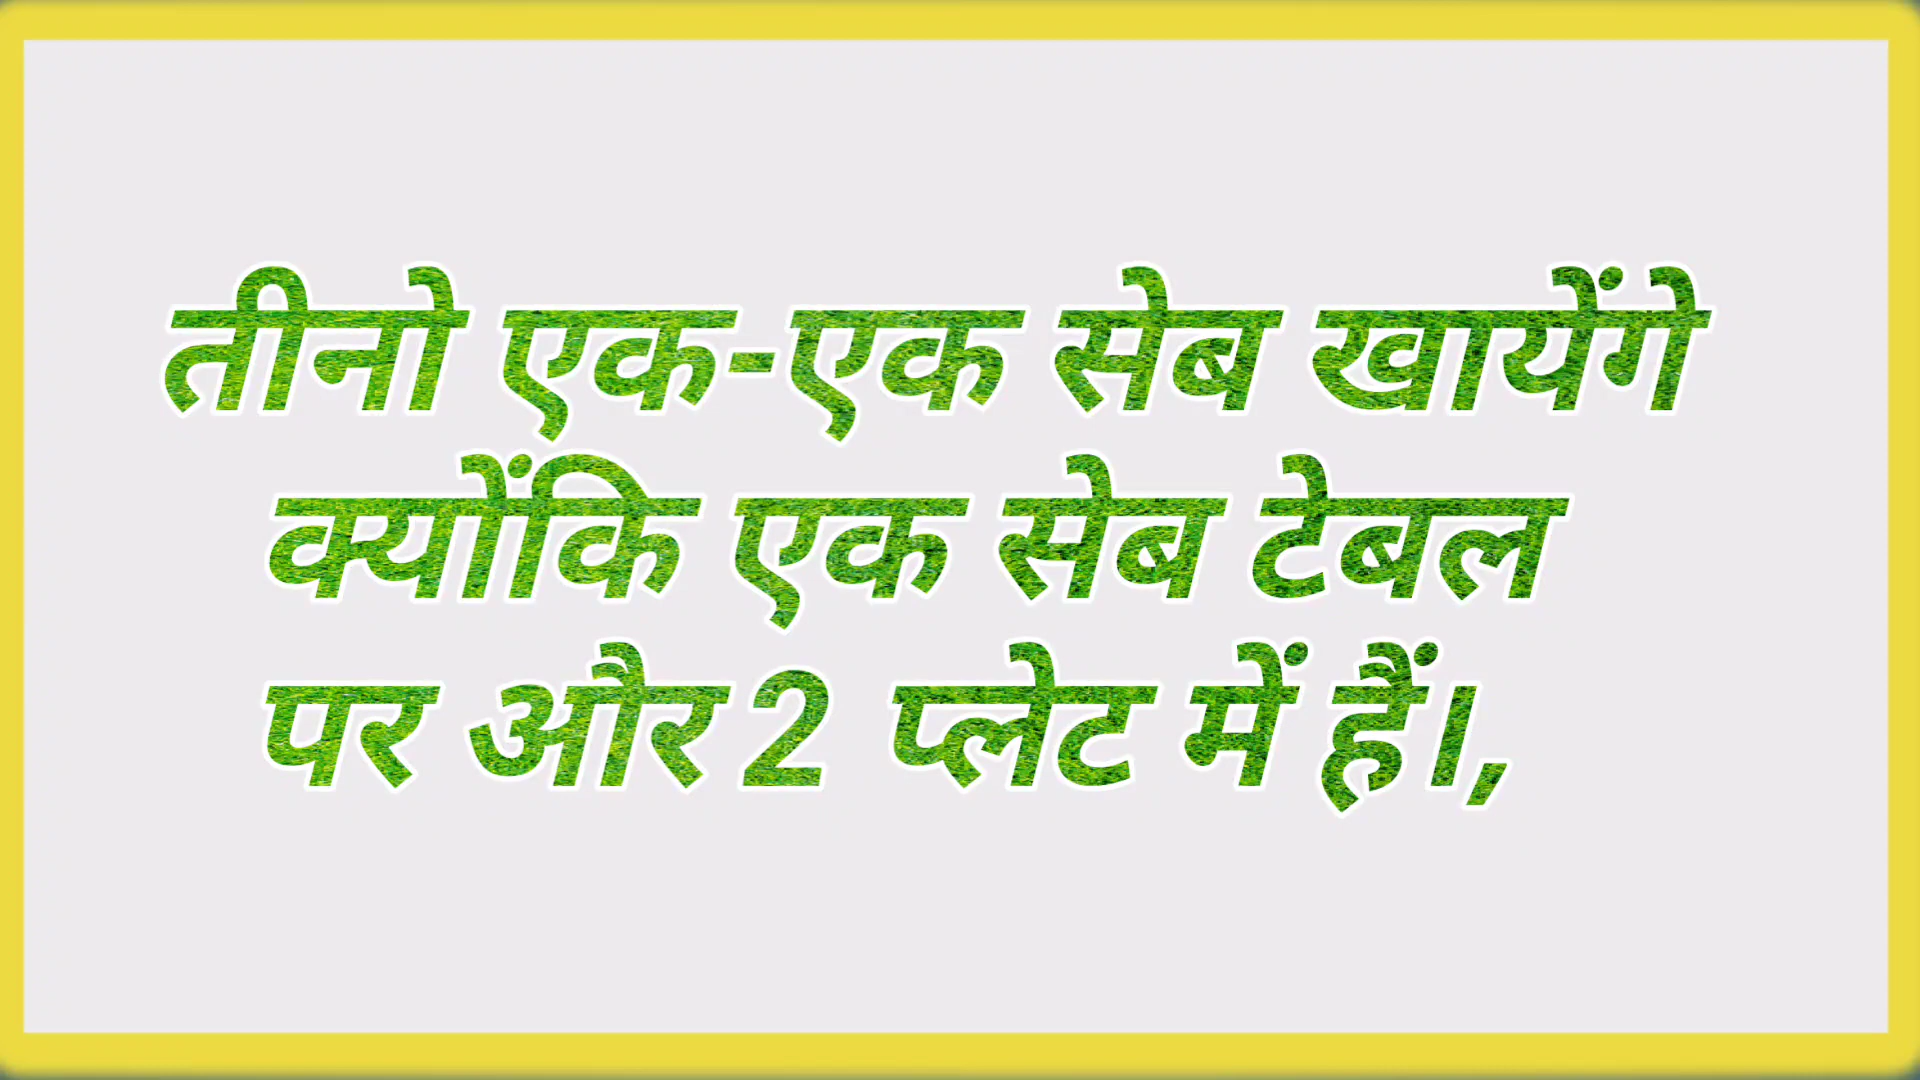 तीनो एक-एक सेब खायेंगे
क्योंकि एक सेब टेबल
पर और 2 प्लेट में हैं।,